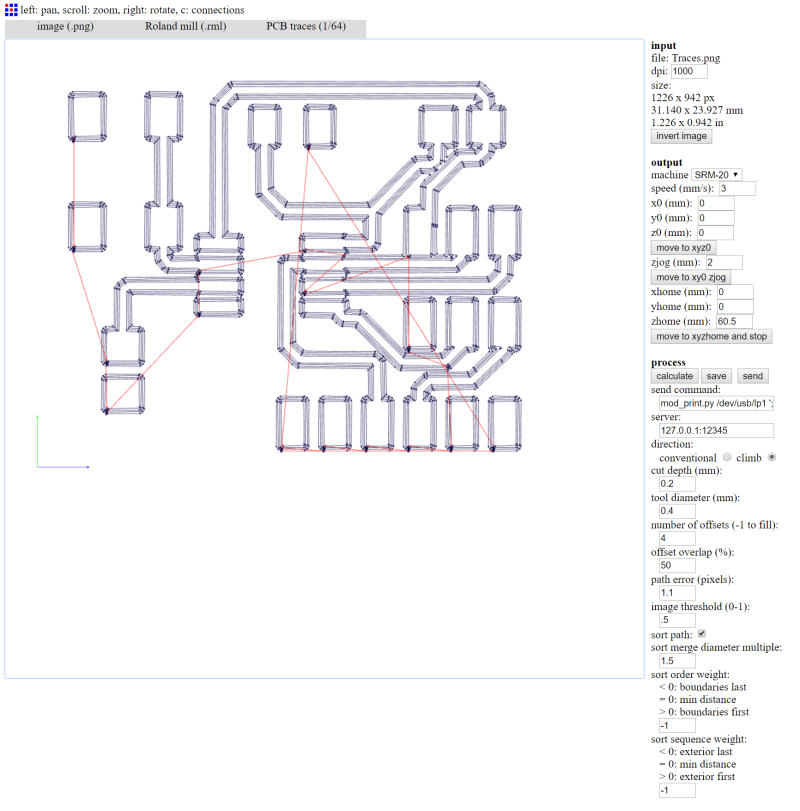 left: pan, scroll: zoom, right: rotate, c: connections
image (.png) Roland mill (.rml) PCB traces (1/64)
input
file: Traces.png
dpi: 1000
size:
1226 x 942 px
31.140 x 23.927 mm
1.226 x 0.942 in
invert image
output
machine SRM-20
speed (mm/s): 3
x0 (mm): 0
y0 (mm): 0
z0 (mm): 0
move to xyz0
zjog (mm): 2
move to xy0 zjog
xhome (mm): 0
yhome (mm): 0
zhome (mm): 60.5
move to xyzhome and stop
process
calculate save send
send command:
mod_print.py /dev/usb/lp1 ';
server:
127.0.0.1:12345
direction:
conventional climb
cut depth (mm):
0.2
tool diameter (mm):
0.4
number of offsets (-1 to fill):
4
offset overlap (%):
50
path error (pixels):
1.1
image threshold (0-1):
.5
sort path:
sort merge diameter multiple:
1.5
sort order weight:
< 0: boundaries last
= 0: min distance
> 0: boundaries first
-1
sort sequence weight:
< 0: exterior last
= 0: min distance
> 0: exterior first
-1